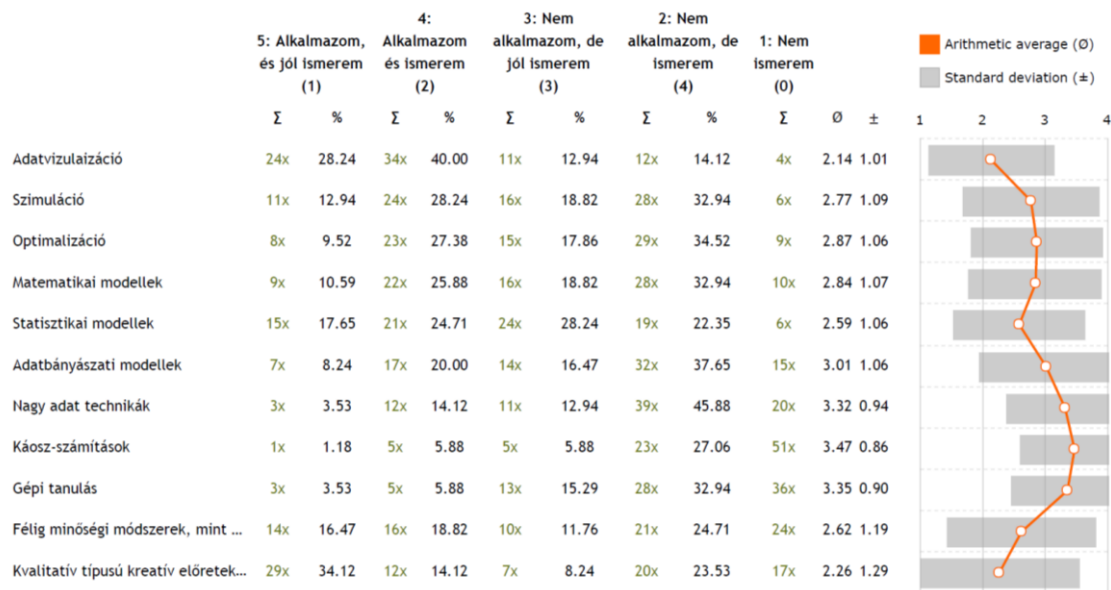 5: Alkalmazom, és jól ismerem (1)
4: Alkalmazom és ismerem (2)
3: Nem alkalmazom, de jól ismerem (3)
2: Nem alkalmazom, de ismerem (4)
1: Nem ismerem (0)
Arithmetic average (Ø)
Standard deviation (±)
Σ % Σ % Σ % Σ % Σ Ø ± 1 2 3 4
Adatvizulaizáció 24x 28.24 34x 40.00 11x 12.94 12x 14.12 4x 2.14 1.01
Szimuláció 11x 12.94 24x 28.24 16x 18.82 28x 32.94 6x 2.77 1.09
Optimalizáció 8x 9.52 23x 27.38 15x 17.86 29x 34.52 9x 2.87 1.06
Matematikai modellek 9x 10.59 22x 25.88 16x 18.82 28x 32.94 10x 2.84 1.07
Statisztikai modellek 15x 17.65 21x 24.71 24x 28.24 19x 22.35 6x 2.59 1.06
Adatbányászati modellek 7x 8.24 17x 20.00 14x 16.47 32x 37.65 15x 3.01 1.06
Nagy adat technikák 3x 3.53 12x 14.12 11x 12.94 39x 45.88 20x 3.32 0.94
Káosz-számítások 1x 1.18 5x 5.88 5x 5.88 23x 27.06 51x 3.47 0.86
Gépi tanulás 3x 3.53 5x 5.88 13x 15.29 28x 32.94 36x 3.35 0.90
Félig minőségi módszerek, mint ... 14x 16.47 16x 18.82 10x 11.76 21x 24.71 24x 2.62 1.19
Kvalitatív típusú kreatív előretek... 29x 34.12 12x 14.12 7x 8.24 20x 23.53 17x 2.26 1.29